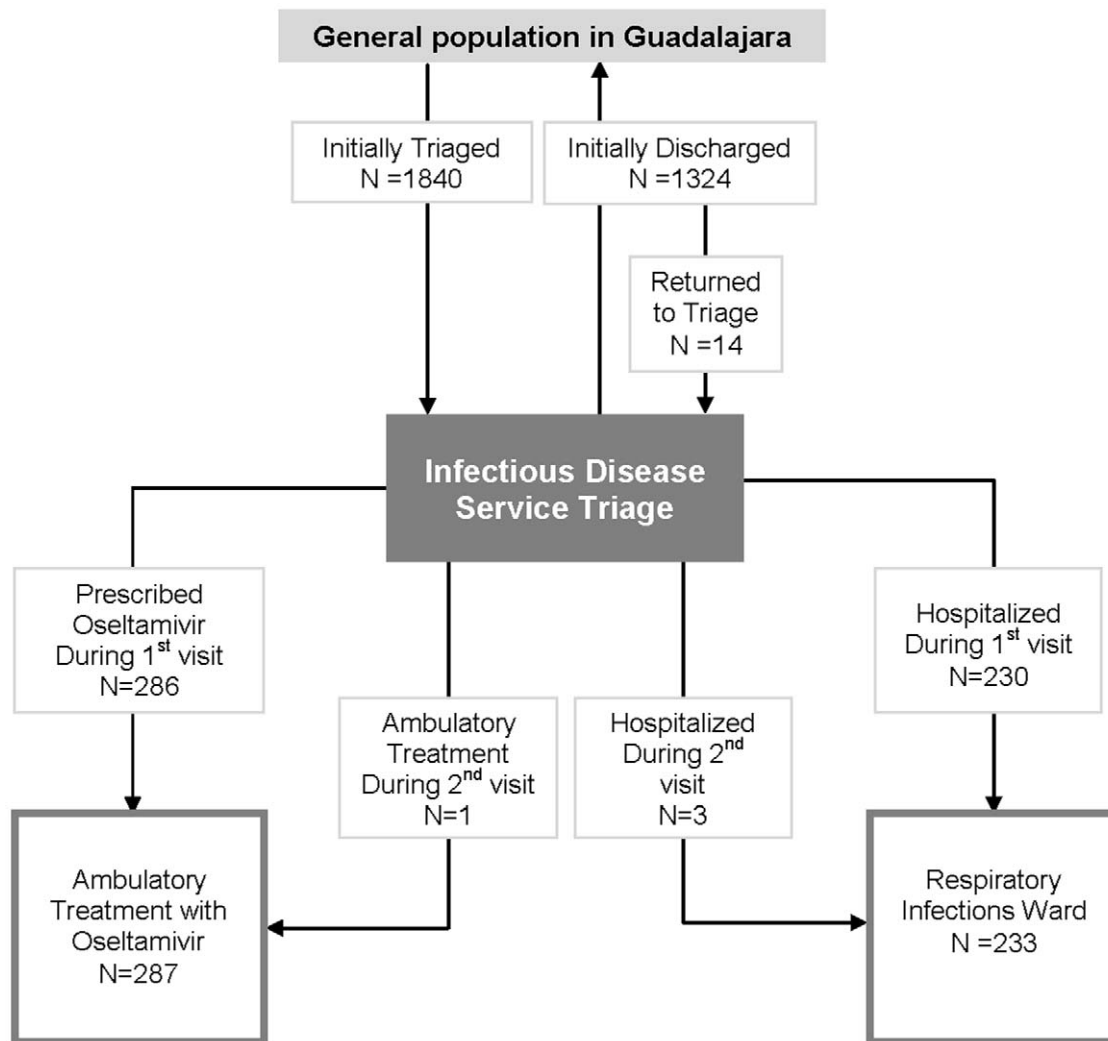 General population in Guadalajara
Initially Triaged
N =1840
Initially Discharged
N =1324
Returned
to Triage
N =14
Infectious Disease
Service Triage
Prescribed
Oseltamivir
During 1st visit
N=286
Ambulatory
Treatment
During 2nd visit
N=1
Hospitalized
During 2nd
visit
N=3
Hospitalized
During 1st visit
N=230
Ambulatory
Treatment with
Oseltamivir
N=287
Respiratory
Infections Ward
N =233